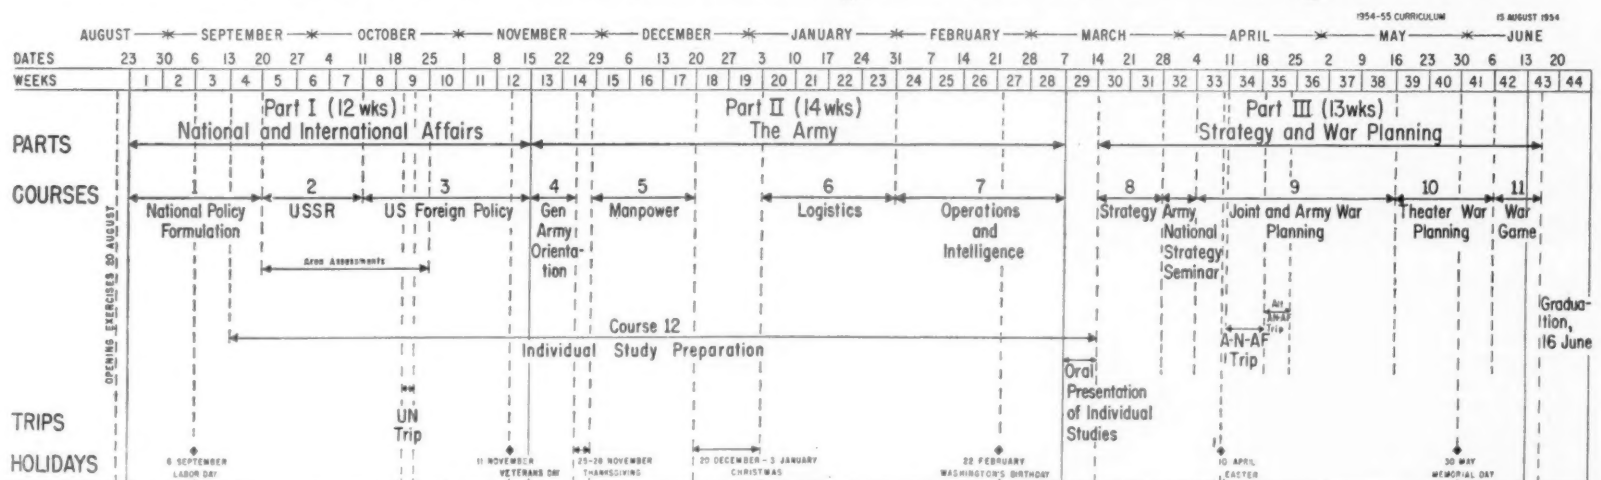 1954-55 CURRICULUM 15 AUGUST 1954
AUGUST SEPTEMBER OCTOBER NOVEMBER DECEMBER JANUARY FEBRUARY MARCH APRIL MAY JUNE
DATES 23 30 6 13 20 27 4 11 18 25 1 8 15 22 29 6 13 20 27 3 10 17 24 31 7 14 21 28 7 14 21 28 4 11 18 25 2 9 16 23 30 6 13 20
WEEKS 1 2 3 4 5 6 7 8 9 10 11 12 13 14 15 16 17 18 19 20 21 22 23 24 25 26 27 28 29 30 31 32 33 34 35 36 37 38 39 40 41 42 43 44
PARTS
Part I (12 wks)
National and International Affairs
Part II (14 wks)
The Army
Part III (13wks)
Strategy and War Planning
COURSES
1
National Policy
Formulation
2
USSR
3
US Foreign Policy
4
Gen
Army
Orienta-
tion
5
Manpower
6
Logistics
7
Operations
and
Intelligence
8
Strategy
Army
National
Strategy
Seminar
9
Joint and Army War
Planning
10
Theater War
Planning
11
War
Game
Area Assessments
OPENING EXERCISES 20 AUGUST
Course 12
Individual Study Preparation
Oral
Presentation
of Individual
Studies
A-N-AF
Trip
Alt
AN-AF
Trip
Gradua-
tion,
16 June
TRIPS
UN
Trip
HOLIDAYS
6 SEPTEMBER
LABOR DAY
11 NOVEMBER
VETERANS DAY
25-28 NOVEMBER
THANKSGIVING
20 DECEMBER - 3 JANUARY
CHRISTMAS
22 FEBRUARY
WASHINGTON'S BIRTHDAY
10 APRIL
EASTER
30 MAY
MEMORIAL DAY